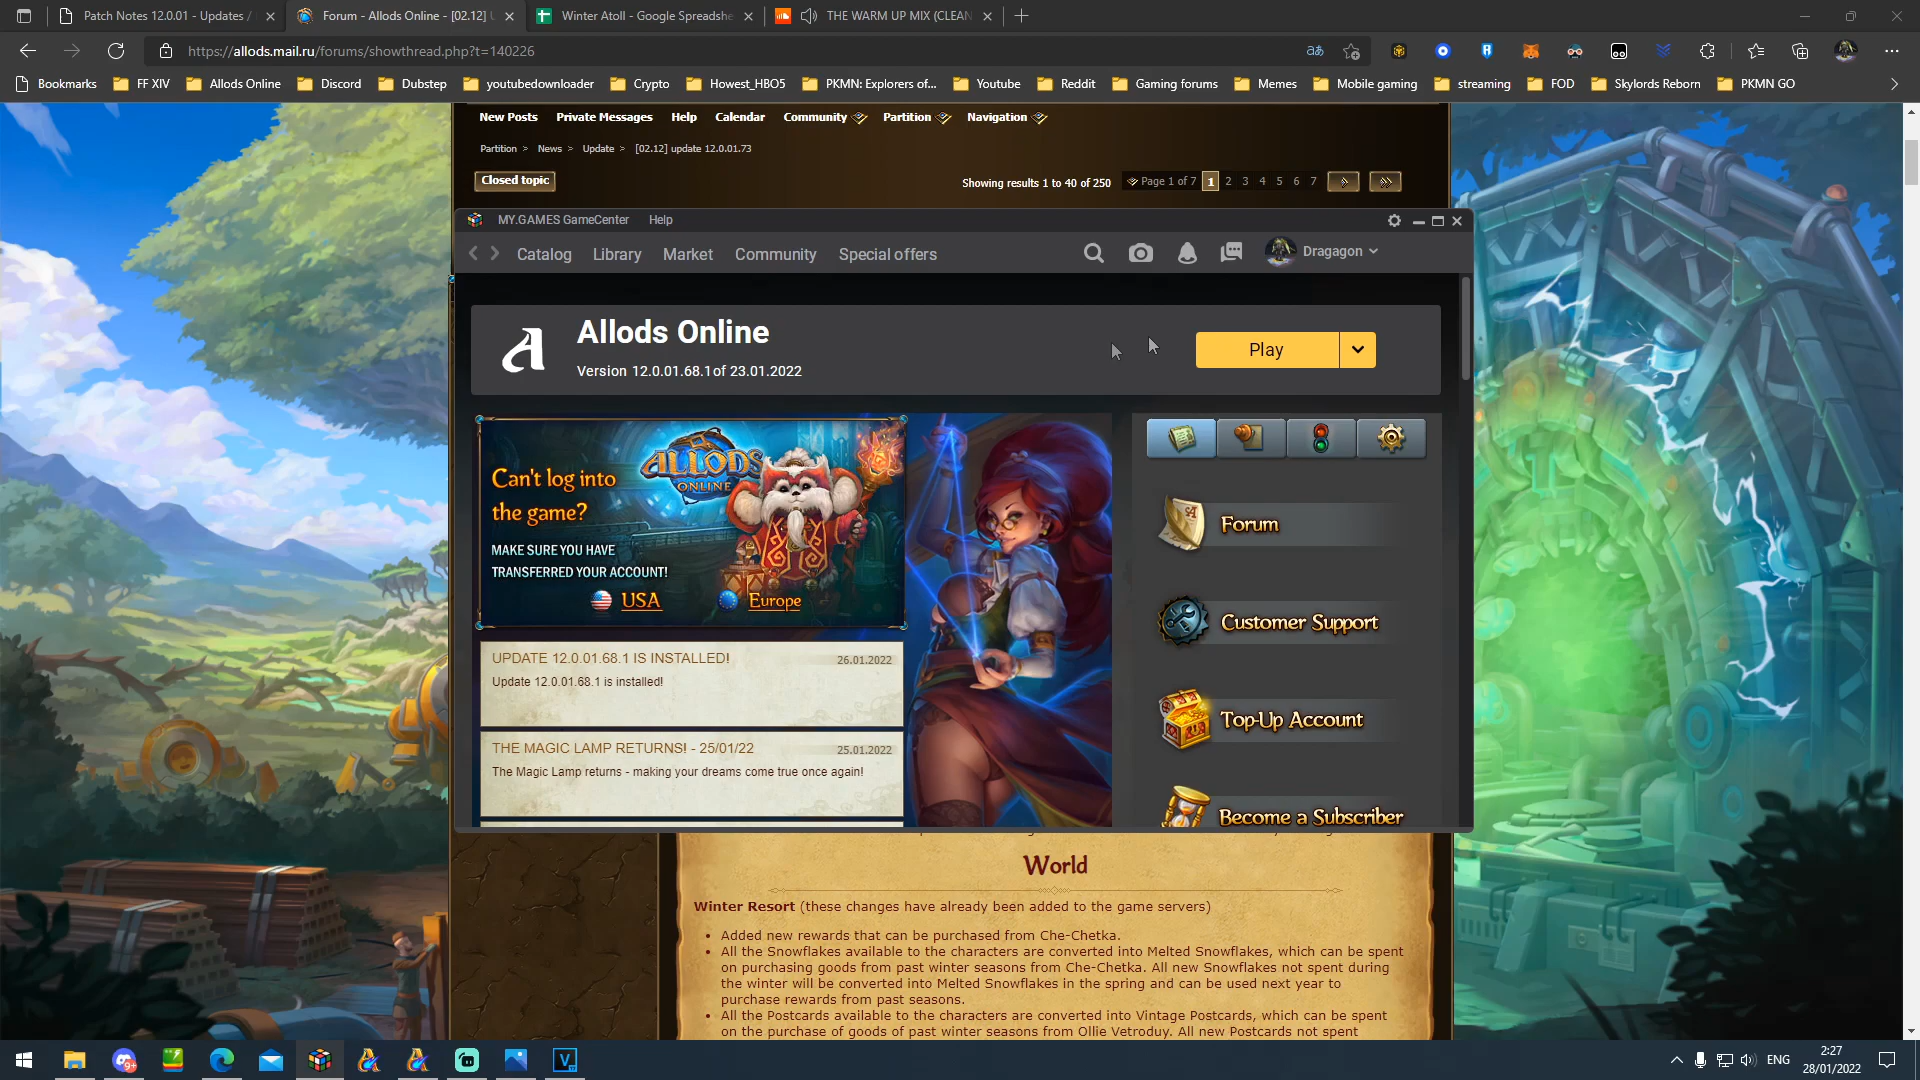 Patch Notes 12.0.01 - Updates /
Forum - Allods Online - [02.12] U
Winter Atoll - Google Spreadshe
THE WARM UP MIX (CLEAN
https://allods.mail.ru/forums/showthread.php?t=140226
Bookmarks
FF XIV
Allods Online
Discord
Dubstep
youtubedownloader
Crypto
Howest_HBO5
PKMN: Explorers of...
Youtube
Reddit
Gaming forums
Memes
Mobile gaming
streaming
FOD
Skylords Reborn
PKMN GO
New Posts Private Messages Help Calendar Community Partition Navigation
Partition > News > Update > [02.12] update 12.0.01.73
Closed topic
Showing results 1 to 40 of 250
Page 1 of 7 1 2 3 4 5 6 7
MY.GAMES GameCenter Help
Catalog Library Market Community Special offers
Dragagon
Allods Online
Version 12.0.01.68.1of 23.01.2022
Play
Can't log into
the game?
ALLODS
ONLINE
MAKE SURE YOU HAVE
TRANSFERRED YOUR ACCOUNT!
USA Europe
UPDATE 12.0.01.68.1 IS INSTALLED! 26.01.2022
Update 12.0.01.68.1 is installed!
THE MAGIC LAMP RETURNS! - 25/01/22 25.01.2022
The Magic Lamp returns - making your dreams come true once again!
Forum
Customer Support
Top-Up Account
Become a Subscriber
World
Winter Resort (these changes have already been added to the game servers)
• Added new rewards that can be purchased from Che-Chetka.
• All the Snowflakes available to the characters are converted into Melted Snowflakes, which can be spent
on purchasing goods from past winter seasons from Che-Chetka. All new Snowflakes not spent during
the winter will be converted into Melted Snowflakes in the spring and can be used next year to
purchase rewards from past seasons.
• All the Postcards available to the characters are converted into Vintage Postcards, which can be spent
on the purchase of goods of past winter seasons from Ollie Vetroduy. All new Postcards not spent
9+
ENG
2:27
28/01/2022